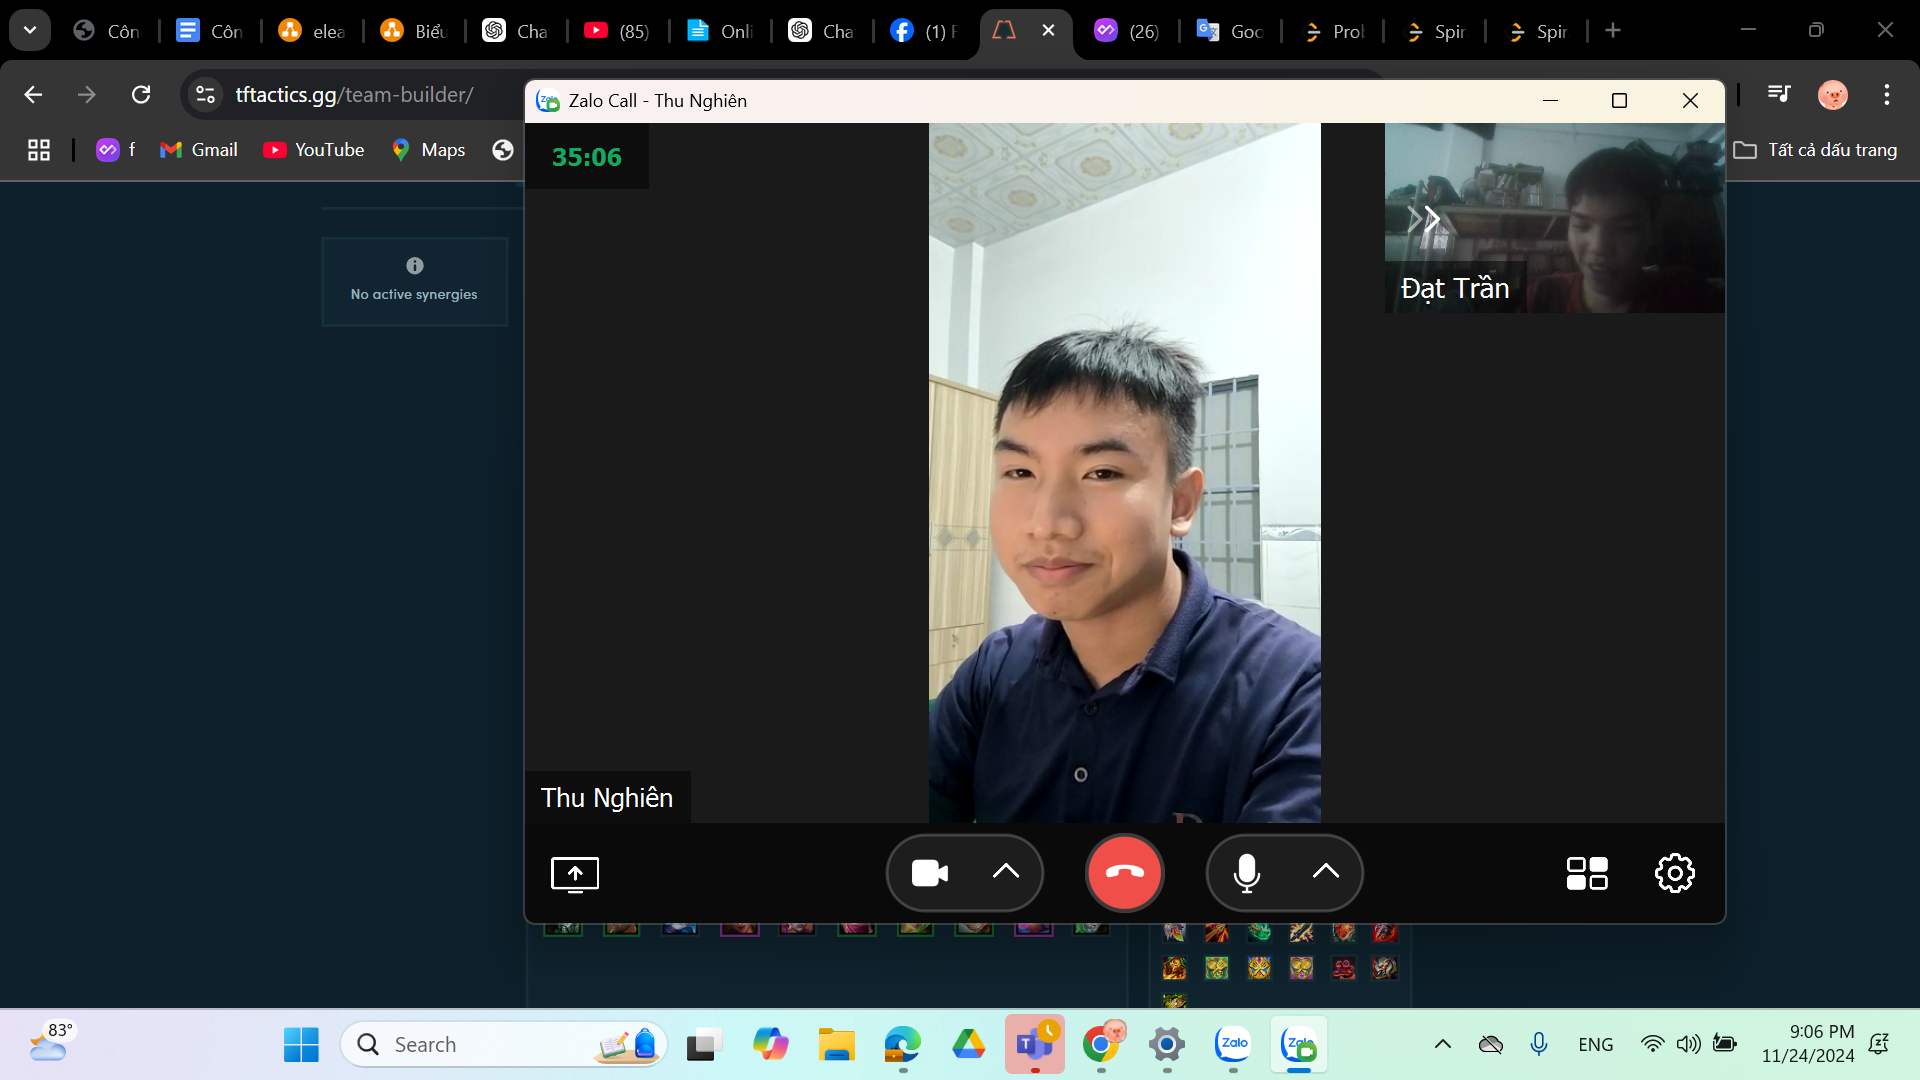 Côn
Côn
elea
Biểu
Cha
(85)
Onli
Cha
(1) F
(26)
Goo
Prob
Spir
Spir
tftactics.gg/team-builder/
f
Gmail
YouTube
Maps
Tất cả dấu trang
Zalo Call - Thu Nghiên
35:06
Đạt Trần
No active synergies
Thu Nghiên
83°
Search
Zalo
ENG
9:06 PM
11/24/2024